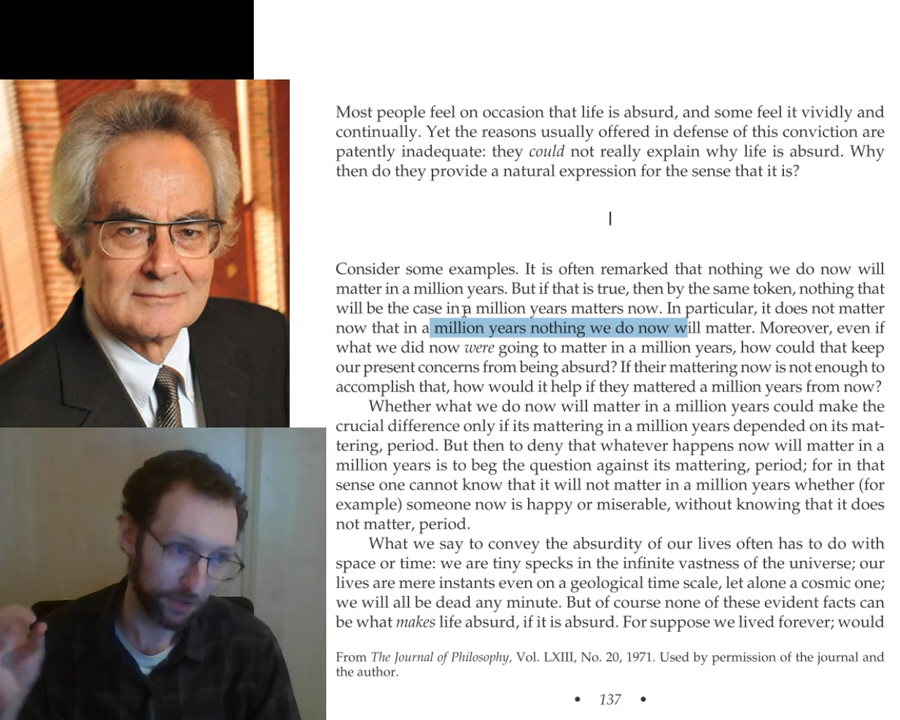 Most people feel on occasion that life is absurd, and some feel it vividly and
continually. Yet the reasons usually offered in defense of this conviction are
patently inadequate: they could not really explain why life is absurd. Why
then do they provide a natural expression for the sense that it is?
I
Consider some examples. It is often remarked that nothing we do now will
matter in a million years. But if that is true, then by the same token, nothing that
will be the case in a million years matters now. In particular, it does not matter
now that in a million years nothing we do now will matter. Moreover, even if
what we did now were going to matter in a million years, how could that keep
our present concerns from being absurd? If their mattering now is not enough to
accomplish that, how would it help if they mattered a million years from now?
Whether what we do now will matter in a million years could make the
crucial difference only if its mattering in a million years depended on its mat-
tering, period. But then to deny that whatever happens now will matter in a
million years is to beg the question against its mattering, period; for in that
sense one cannot know that it will not matter in a million years whether (for
example) someone now is happy or miserable, without knowing that it does
not matter, period.
What we say to convey the absurdity of our lives often has to do with
space or time: we are tiny specks in the infinite vastness of the universe; our
lives are mere instants even on a geological time scale, let alone a cosmic one;
we will all be dead any minute. But of course none of these evident facts can
be what makes life absurd, if it is absurd. For suppose we lived forever; would
From The Journal of Philosophy, Vol. LXIII, No. 20, 1971. Used by permission of the journal and
the author.
• 137 •